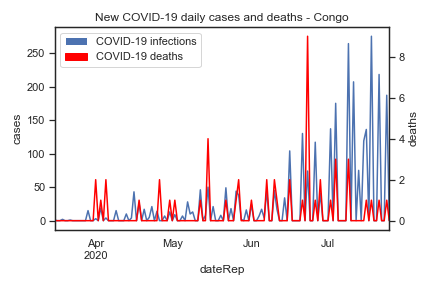 New COVID-19 daily cases and deaths - Congo
COVID-19 infections
COVID-19 deaths
250
200
150
100
50
0
cases
8
6
4
2
0
deaths
Apr
2020
May
Jun
Jul
dateRep